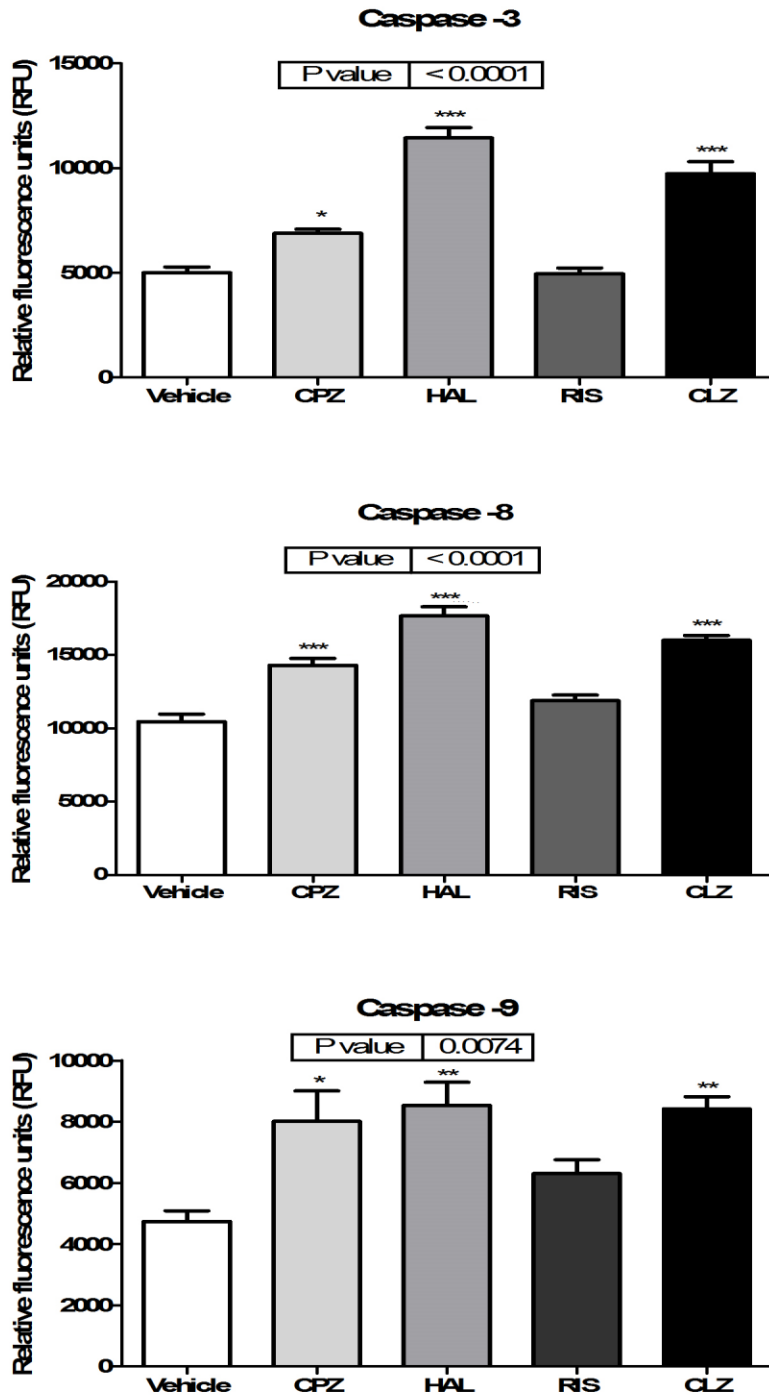 Caspase -3
P value < 0.0001
Relative fluorescence units (RFU)
15000
10000
5000
0
*
***
***
Vehicle CPZ HAL RIS CLZ
Caspase -8
P value < 0.0001
Relative fluorescence units (RFU)
20000
15000
10000
5000
0
***
***
***
Vehicle CPZ HAL RIS CLZ
Caspase -9
P value 0.0074
Relative fluorescence units (RFU)
10000
8000
6000
4000
2000
0
*
**
**
Vehicle CPZ HAL RIS CLZ